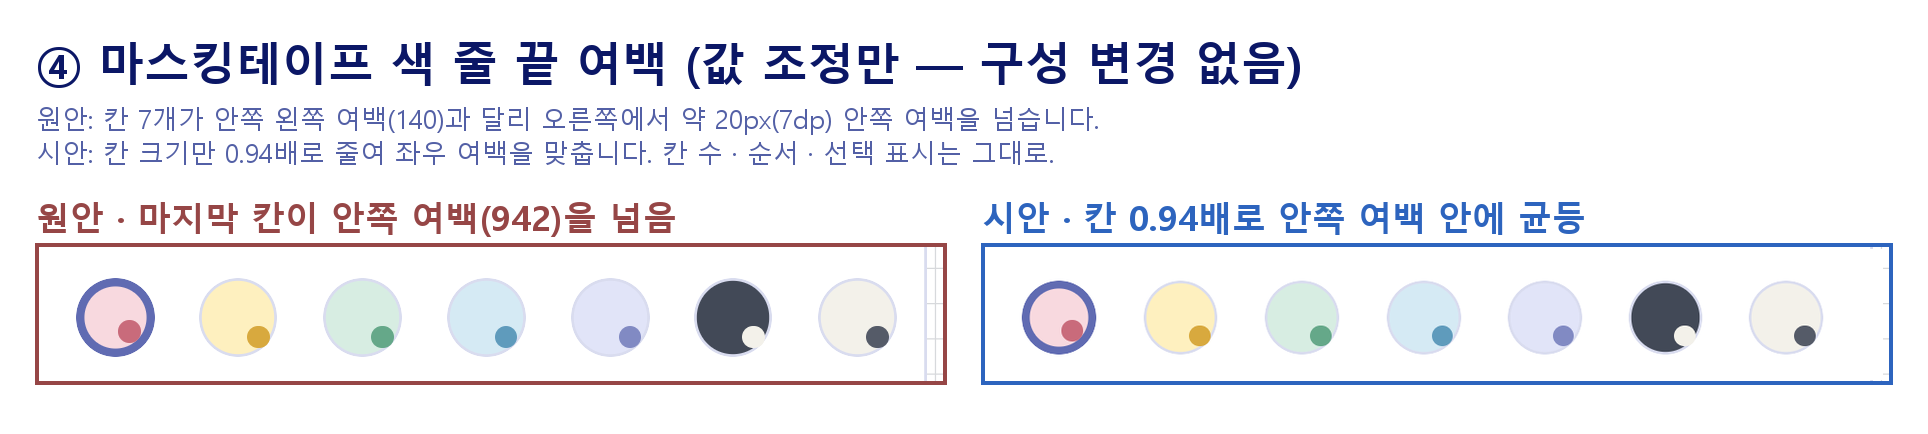 ④ 마스킹테이프 색 줄 끝 여백 (값 조정만 — 구성 변경 없음)
원안: 칸 7개가 안쪽 왼쪽 여백(140)과 달리 오른쪽에서 약 20px(7dp) 안쪽 여백을 넘습니다.
시안: 칸 크기만 0.94배로 줄여 좌우 여백을 맞춥니다. 칸 수 · 순서 · 선택 표시는 그대로.
원안 · 마지막 칸이 안쪽 여백(942)을 넘음
시안 · 칸 0.94배로 안쪽 여백 안에 균등